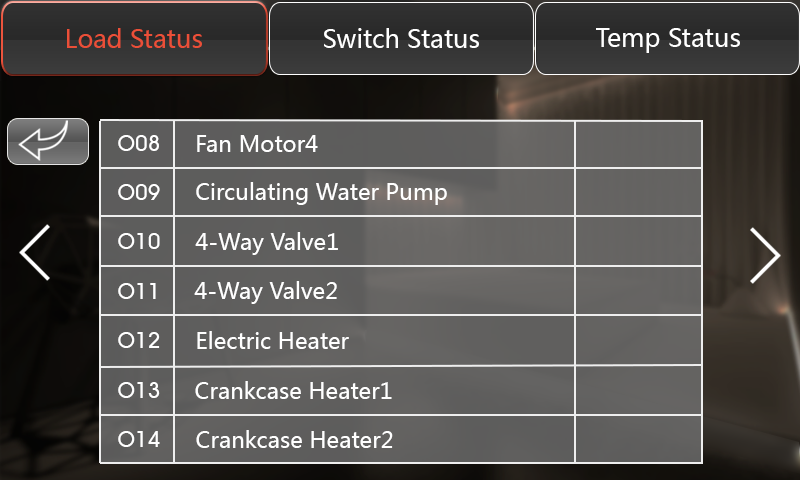 Load Status
Switch Status
Temp Status
O08 Fan Motor4
O09 Circulating Water Pump
O10 4-Way Valve1
O11 4-Way Valve2
O12 Electric Heater
O13 Crankcase Heater1
O14 Crankcase Heater2